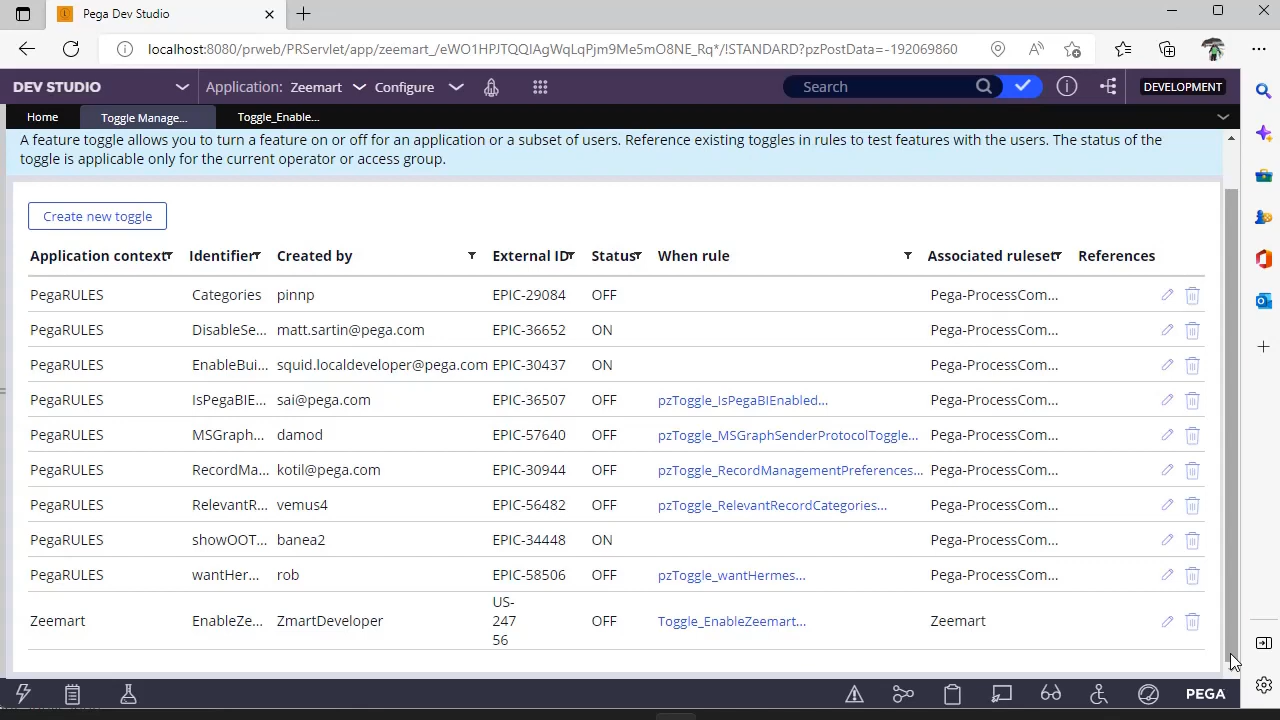 Pega Dev Studio
localhost:8080/prweb/PRServlet/app/zeemart_/eWO1HPJTQQIAgWqLqPjm9Me5mO8NE_Rq*/!STANDARD?pzPostData=-192069860
DEV STUDIO Application: Zeemart Configure Search DEVELOPMENT
Home Toggle Manage... Toggle_Enable...
A feature toggle allows you to turn a feature on or off for an application or a subset of users. Reference existing toggles in rules to test features with the users. The status of the
toggle is applicable only for the current operator or access group.
Create new toggle
Application context Identifier Created by External ID Status When rule Associated ruleset References
PegaRULES Categories pinnp EPIC-29084 OFF Pega-ProcessCom...
PegaRULES DisableSe... matt.sartin@pega.com EPIC-36652 ON Pega-ProcessCom...
PegaRULES EnableBui... squid.localdeveloper@pega.com EPIC-30437 ON Pega-ProcessCom...
PegaRULES IsPegaBIE... sai@pega.com EPIC-36507 OFF pzToggle_IsPegaBIEnabled... Pega-ProcessCom...
PegaRULES MSGraph... damod EPIC-57640 OFF pzToggle_MSGraphSenderProtocolToggle... Pega-ProcessCom...
PegaRULES RecordMa... kotil@pega.com EPIC-30944 OFF pzToggle_RecordManagementPreferences... Pega-ProcessCom...
PegaRULES RelevantR... vemus4 EPIC-56482 OFF pzToggle_RelevantRecordCategories... Pega-ProcessCom...
PegaRULES showOOT... banea2 EPIC-34448 ON Pega-ProcessCom...
PegaRULES wantHer... rob EPIC-58506 OFF pzToggle_wantHermes... Pega-ProcessCom...
Zeemart EnableZe... ZmartDeveloper US-
247
56 OFF Toggle_EnableZeemart... Zeemart
PEGA